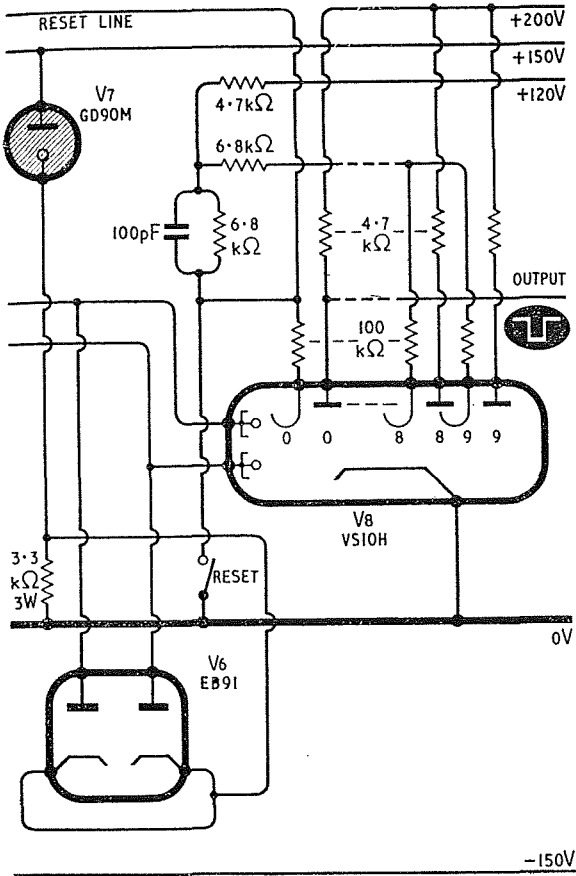 RESET LINE
+200V
+150V
V7
GD90M
4·7kΩ
+120V
6·8kΩ
100pF
6·8
kΩ
4·7
kΩ
OUTPUT
100
kΩ
0 0 8 8 9 9
V8
VS10H
3·3
kΩ
3W
RESET
0V
V6
EB91
-150V